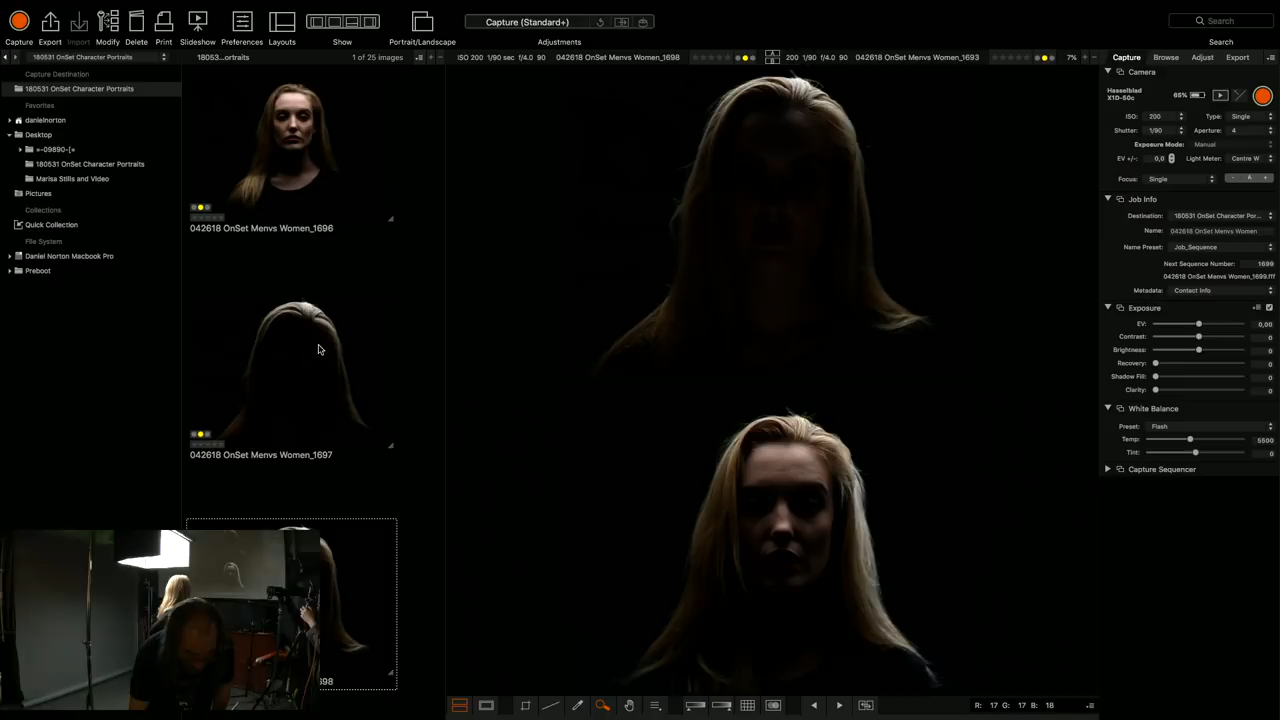 Capture Export Import Modify Delete Print Slideshow Preferences Layouts Show Portrait/Landscape
Capture (Standard+)
Adjustments
Search
Search
180531 OnSet Character Portraits
18053...ortraits
1 of 25 images
ISO 200 1/90 sec f/4.0 90 042618 OnSet Menvs Women_1698
200 1/90 f/4.0 90 042618 OnSet Menvs Women_1693
7%
Capture Browse Adjust Export
Capture Destination
180531 OnSet Character Portraits
Favorites
danielnorton
Desktop
=-09890-[=
180531 OnSet Character Portraits
Marisa Stills and Video
Pictures
Collections
Quick Collection
File System
Daniel Norton Macbook Pro
Preboot
042618 OnSet Menvs Women_1696
042618 OnSet Menvs Women_1697
98
Camera
Hasselblad
X1D-50c
65%
ISO: 200 Type: Single
Shutter: 1/90 Aperture: 4
Exposure Mode: Manual
EV +/-: 0,0 Light Meter: Centre W
Focus: Single - A +
Job Info
Destination: 180531 OnSet Character Por...
Name: 042618 OnSet Menvs Women
Name Preset: Job_Sequence
Next Sequence Number: 1699
042618 OnSet Menvs Women_1699.fff
Metadata: Contact Info
Exposure
EV: 0,00
Contrast: 0
Brightness: 0
Recovery: 0
Shadow Fill: 0
Clarity: 0
White Balance
Preset: Flash
Temp: 5500
Tint: 0
Capture Sequencer
R: 17 G: 17 B: 18